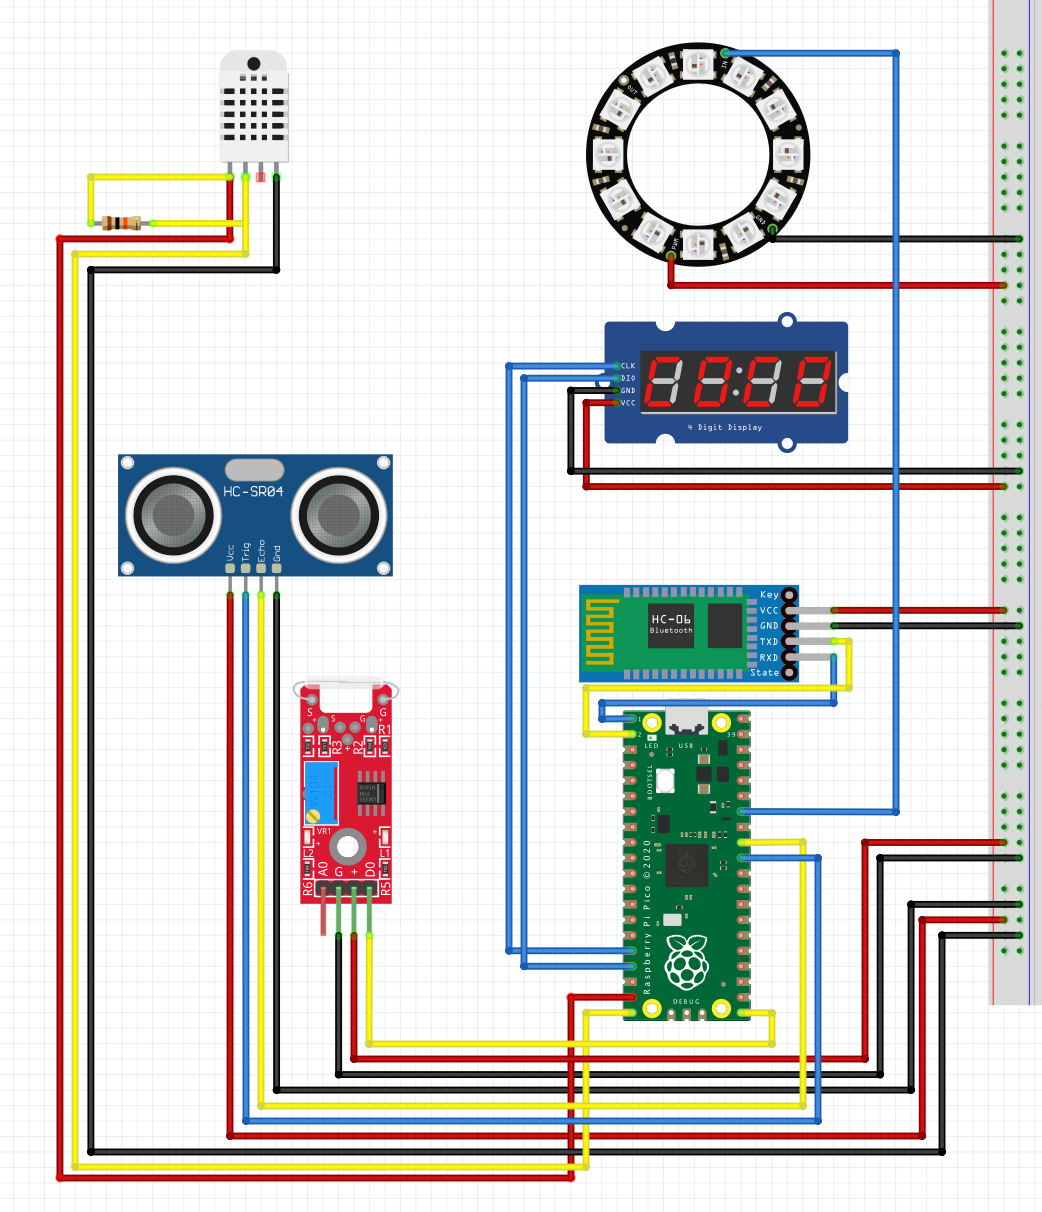 IN
OUT
GND
PWR
CLK
DIO
GND
VCC
4 Digit Display
HC-SR04
Vcc
Trig
Echo
Gnd
HC-06
Bluetooth
Key
VCC
GND
TXD
RXD
State
S
G
+
S
G
+
R1
R3
+
R2
W104
VR1
+
+
L2
L1
R6
A0
G
+
D0
R5
1
2
39
LED
USB
BOOTSEL
Raspberry Pi Pico © 2020
DEBUG